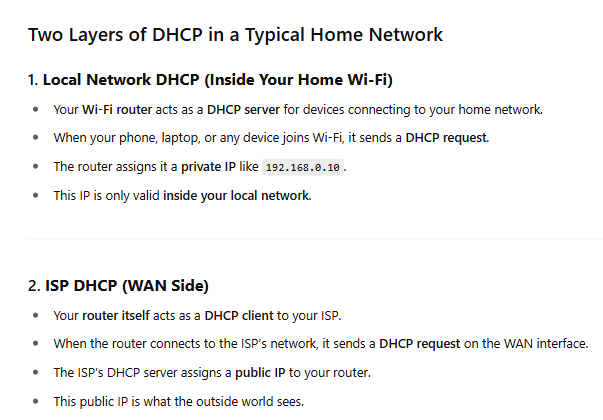 Two Layers of DHCP in a Typical Home Network
1. Local Network DHCP (Inside Your Home Wi-Fi)
• Your Wi-Fi router acts as a DHCP server for devices connecting to your home network.
• When your phone, laptop, or any device joins Wi-Fi, it sends a DHCP request.
• The router assigns it a private IP like 192.168.0.10.
• This IP is only valid inside your local network.
2. ISP DHCP (WAN Side)
• Your router itself acts as a DHCP client to your ISP.
• When the router connects to the ISP's network, it sends a DHCP request on the WAN interface.
• The ISP's DHCP server assigns a public IP to your router.
• This public IP is what the outside world sees.